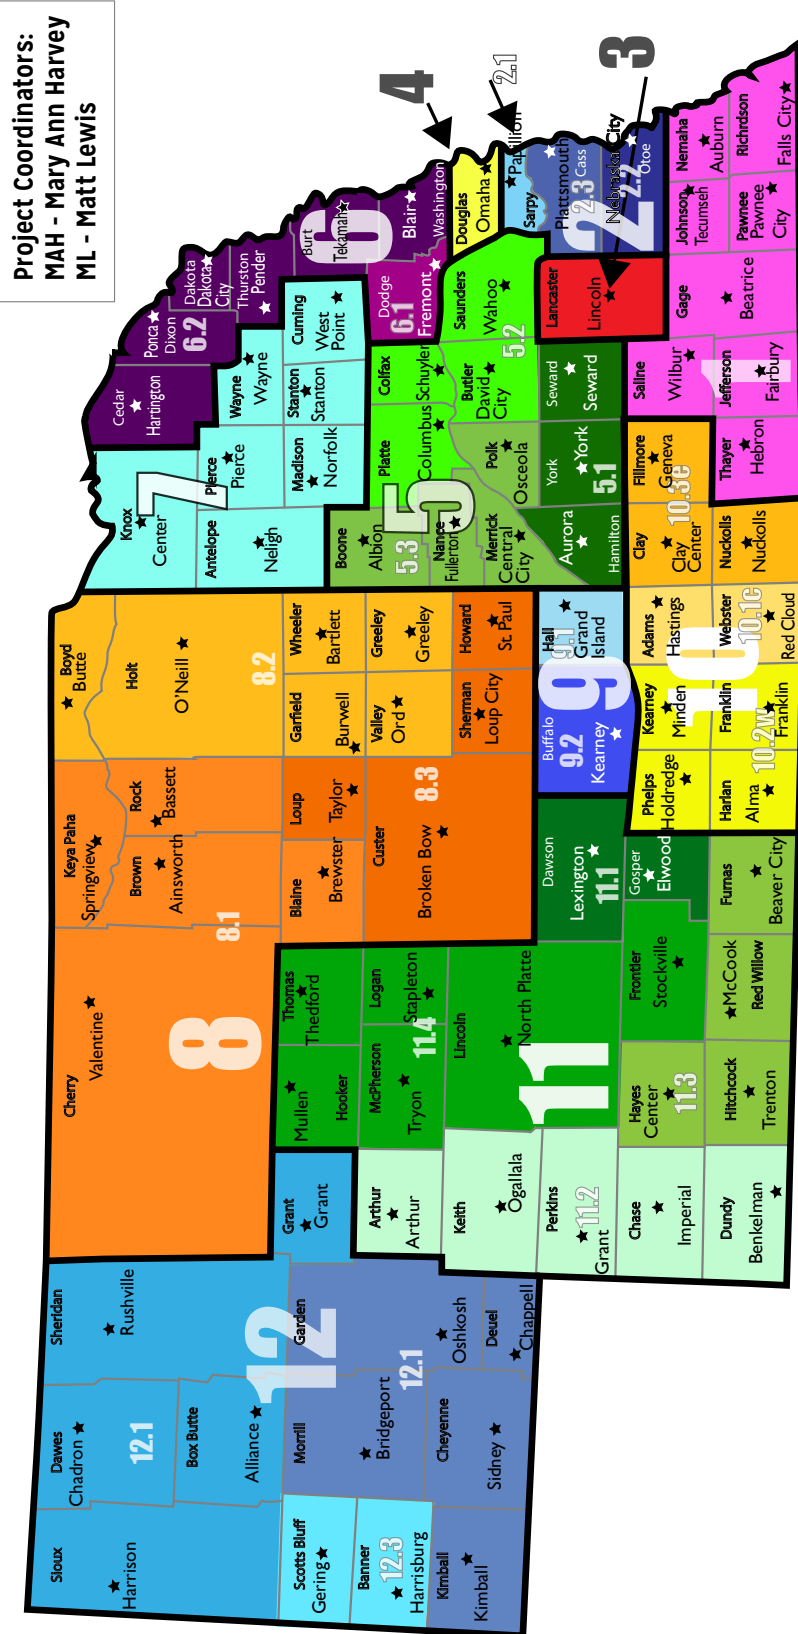 Project Coordinators:
MAH - Mary Ann Harvey
ML - Matt Lewis
Sioux
Harrison
Dawes
Chadron
12.1
Box Butte
Alliance
Sheridan
Rushville
12
Scotts Bluff
Gering
Banner
12.3
Harrisburg
Kimball
Kimball
Morrill
Bridgeport
12.1
Cheyenne
Sidney
Garden
Oshkosh
Deuel
Chappell
Grant
Grant
Cherry
Valentine
8
8.1
Keya Paha
Springview
Brown
Ainsworth
Rock
Bassett
Boyd
Butte
Holt
O'Neill
8.2
Blaine
Brewster
Loup
Taylor
Garfield
Burwell
Wheeler
Bartlett
Custer
Broken Bow
8.3
Valley
Ord
Greeley
Greeley
Sherman
Loup City
Howard
St Paul
Arthur
Arthur
Keith
Ogallala
Perkins
11.2
Grant
Chase
Imperial
Dundy
Benkelman
Mullen
Hooker
Thomas
Thedford
McPherson
Tryon
11.4
Logan
Stapleton
Lincoln
North Platte
11
Hayes
Center
11.3
Hitchcock
Trenton
Frontier
Stockville
McCook
Red Willow
Dawson
Lexington
11.1
Gosper
Elwood
Furnas
Beaver City
Buffalo
9.2
Kearney
9
Hall
9.1
Grand
Island
Phelps
Holdredge
Harlan
Alma
10.2w
Kearney
Minden
Franklin
Franklin
10
Adams
Hastings
Webster
10.1c
Red Cloud
Clay
Clay
Center
10.3e
Nuckolls
Nuckolls
Fillmore
Geneva
Knox
Center
7
Antelope
Neligh
Pierce
Pierce
Madison
Norfolk
Wayne
Wayne
Stanton
Stanton
Cuming
West
Point
Cedar
Hartington
Ponca
Dixon
6.2
Dakota
Dakota
City
Thurston
Pender
Burt
Tekamah
6
Blair
Washington
Dodge
6.1
Fremont
Boone
Albion
5.3
Nance
Fullerton
Merrick
Central
City
5
Platte
Columbus
Colfax
Schuyler
Polk
Osceola
Butler
David
City
Saunders
Wahoo
5.2
Aurora
Hamilton
York
York
5.1
Seward
Seward
Douglas
Omaha
4
2.1
Sarpy
Papillion
Plattsmouth
2.3
Cass
2
Nebraska City
2.2
Otoe
3
Lancaster
Lincoln
Saline
Wilbur
Thayer
Hebron
Jefferson
Fairbury
1
Gage
Beatrice
Johnson
Tecumseh
Pawnee
Pawnee
City
Nemaha
Auburn
Richrdson
Falls City